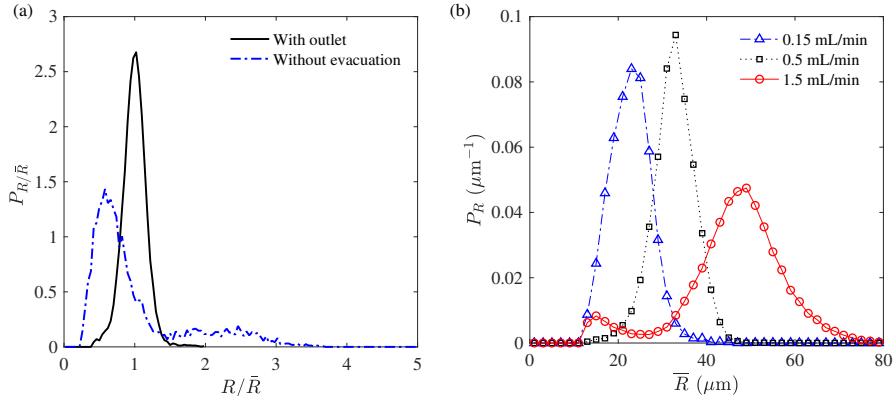 (a)
3
2.5
2
1.5
1
0.5
0
With outlet
Without evacuation
P_{R/R̄}
0 1 2 3 4 5
R/R̄
(b)
0.1
0.08
0.06
0.04
0.02
0
0.15 mL/min
0.5 mL/min
1.5 mL/min
P_R (μm⁻¹)
0 20 40 60 80
R̅ (μm)